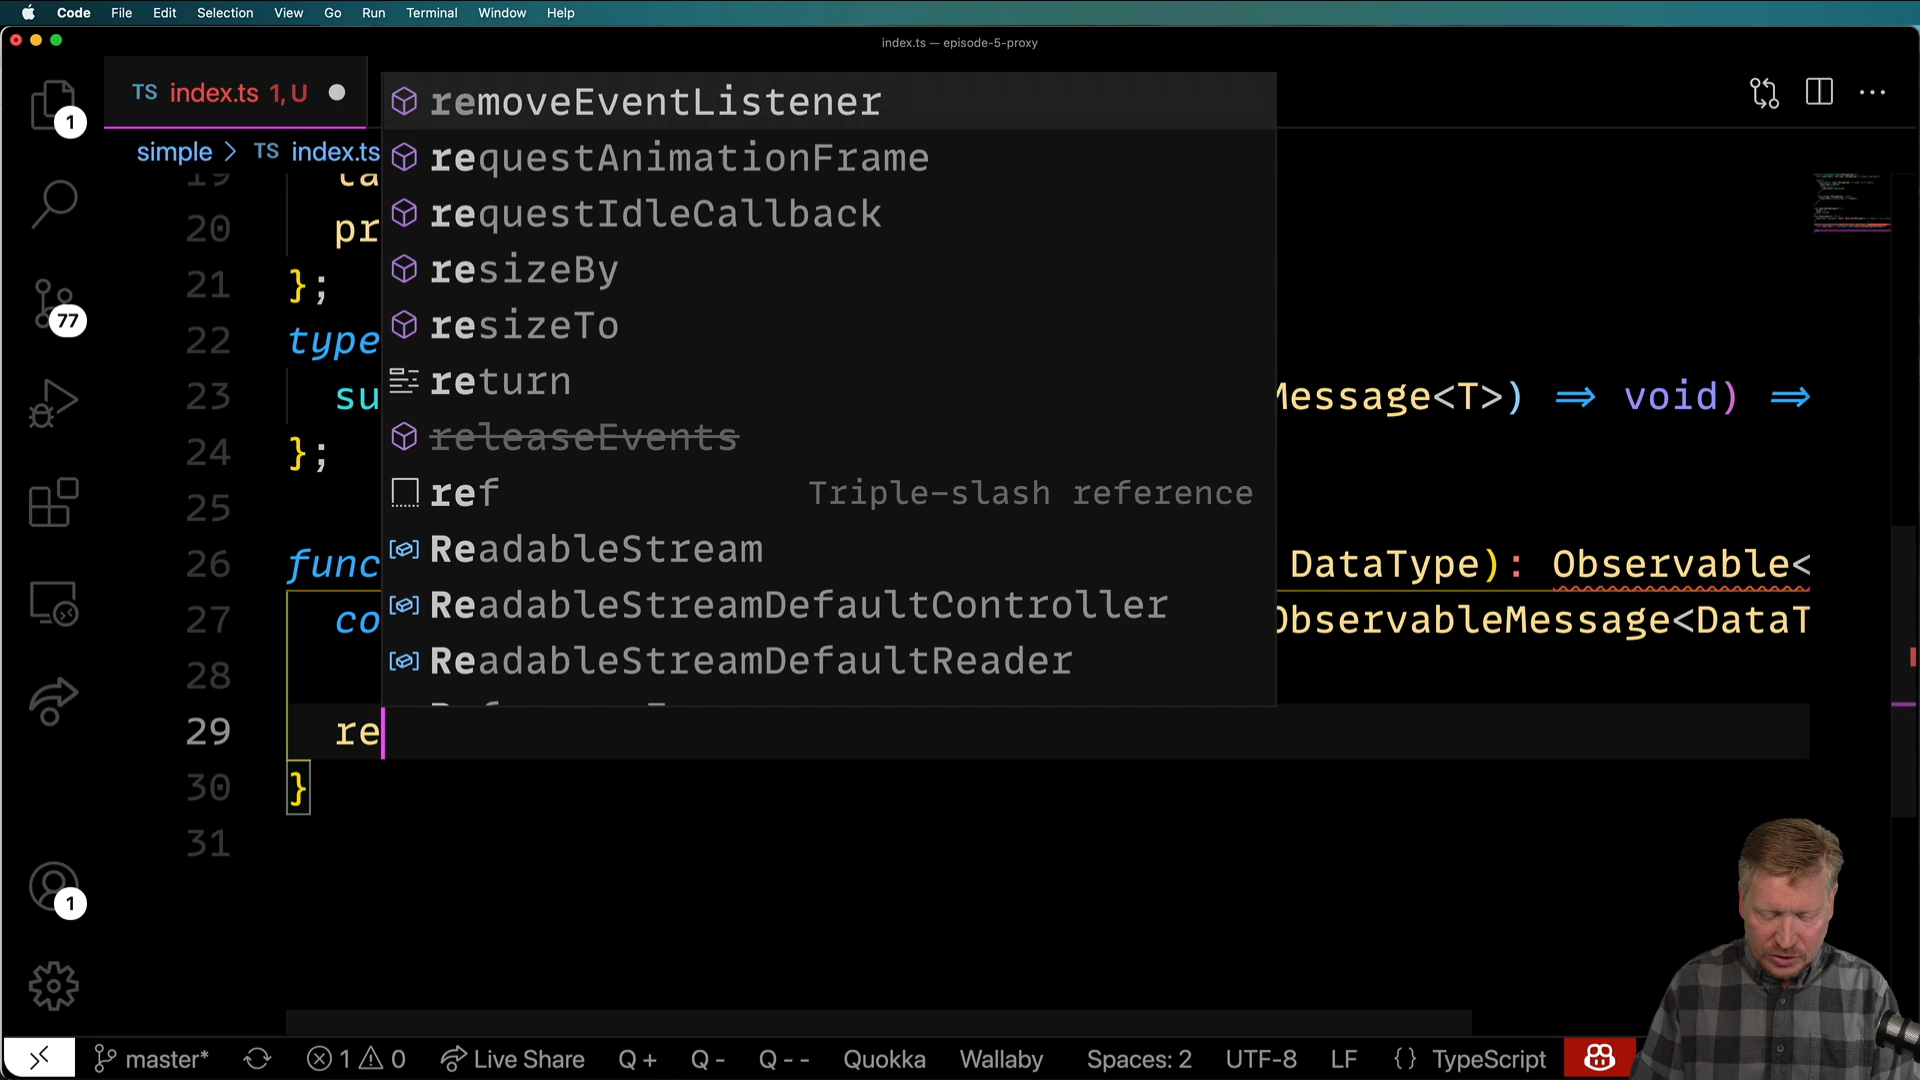 Code File Edit Selection View Go Run Terminal Window Help
index.ts — episode-5-proxy
TS index.ts 1, U
simple > TS index.ts
1
77
1
19
20 pr
21 };
22 type
23 su Message<T>) ⇒ void) ⇒
24 };
25
26 func DataType): Observable<
27 co ObservableMessage<DataT
28
29 re
30 }
31
removeEventListener
requestAnimationFrame
requestIdleCallback
resizeBy
resizeTo
return
releaseEvents
ref Triple-slash reference
ReadableStream
ReadableStreamDefaultController
ReadableStreamDefaultReader
master* 1 0 Live Share Q + Q - Q - - Quokka Wallaby Spaces: 2 UTF-8 LF {} TypeScript